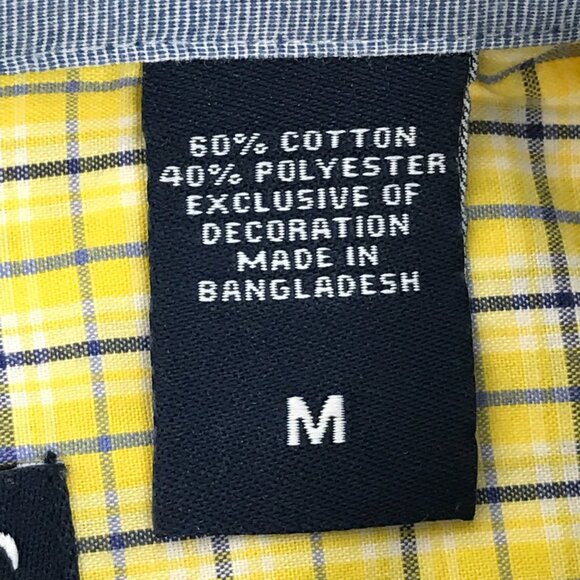 60% COTTON
40% POLYESTER
EXCLUSIVE OF
DECORATION
MADE IN
BANGLADESH
M